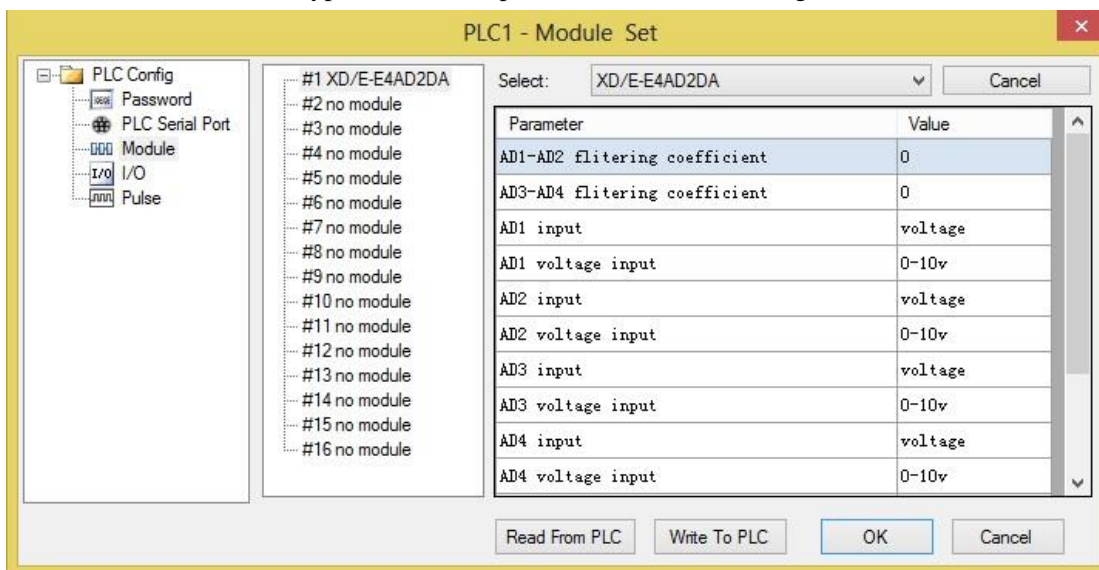 PLC1 - Module Set
PLC Config
Password
PLC Serial Port
Module
I/O
I/O
Pulse
#1 XD/E-E4AD2DA
#2 no module
#3 no module
#4 no module
#5 no module
#6 no module
#7 no module
#8 no module
#9 no module
#10 no module
#11 no module
#12 no module
#13 no module
#14 no module
#15 no module
#16 no module
Select: XD/E-E4AD2DA Cancel
Parameter Value
AD1-AD2 flitering coefficient 0
AD3-AD4 flitering coefficient 0
AD1 input voltage
AD1 voltage input 0-10v
AD2 input voltage
AD2 voltage input 0-10v
AD3 input voltage
AD3 voltage input 0-10v
AD4 input voltage
AD4 voltage input 0-10v
Read From PLC Write To PLC OK Cancel